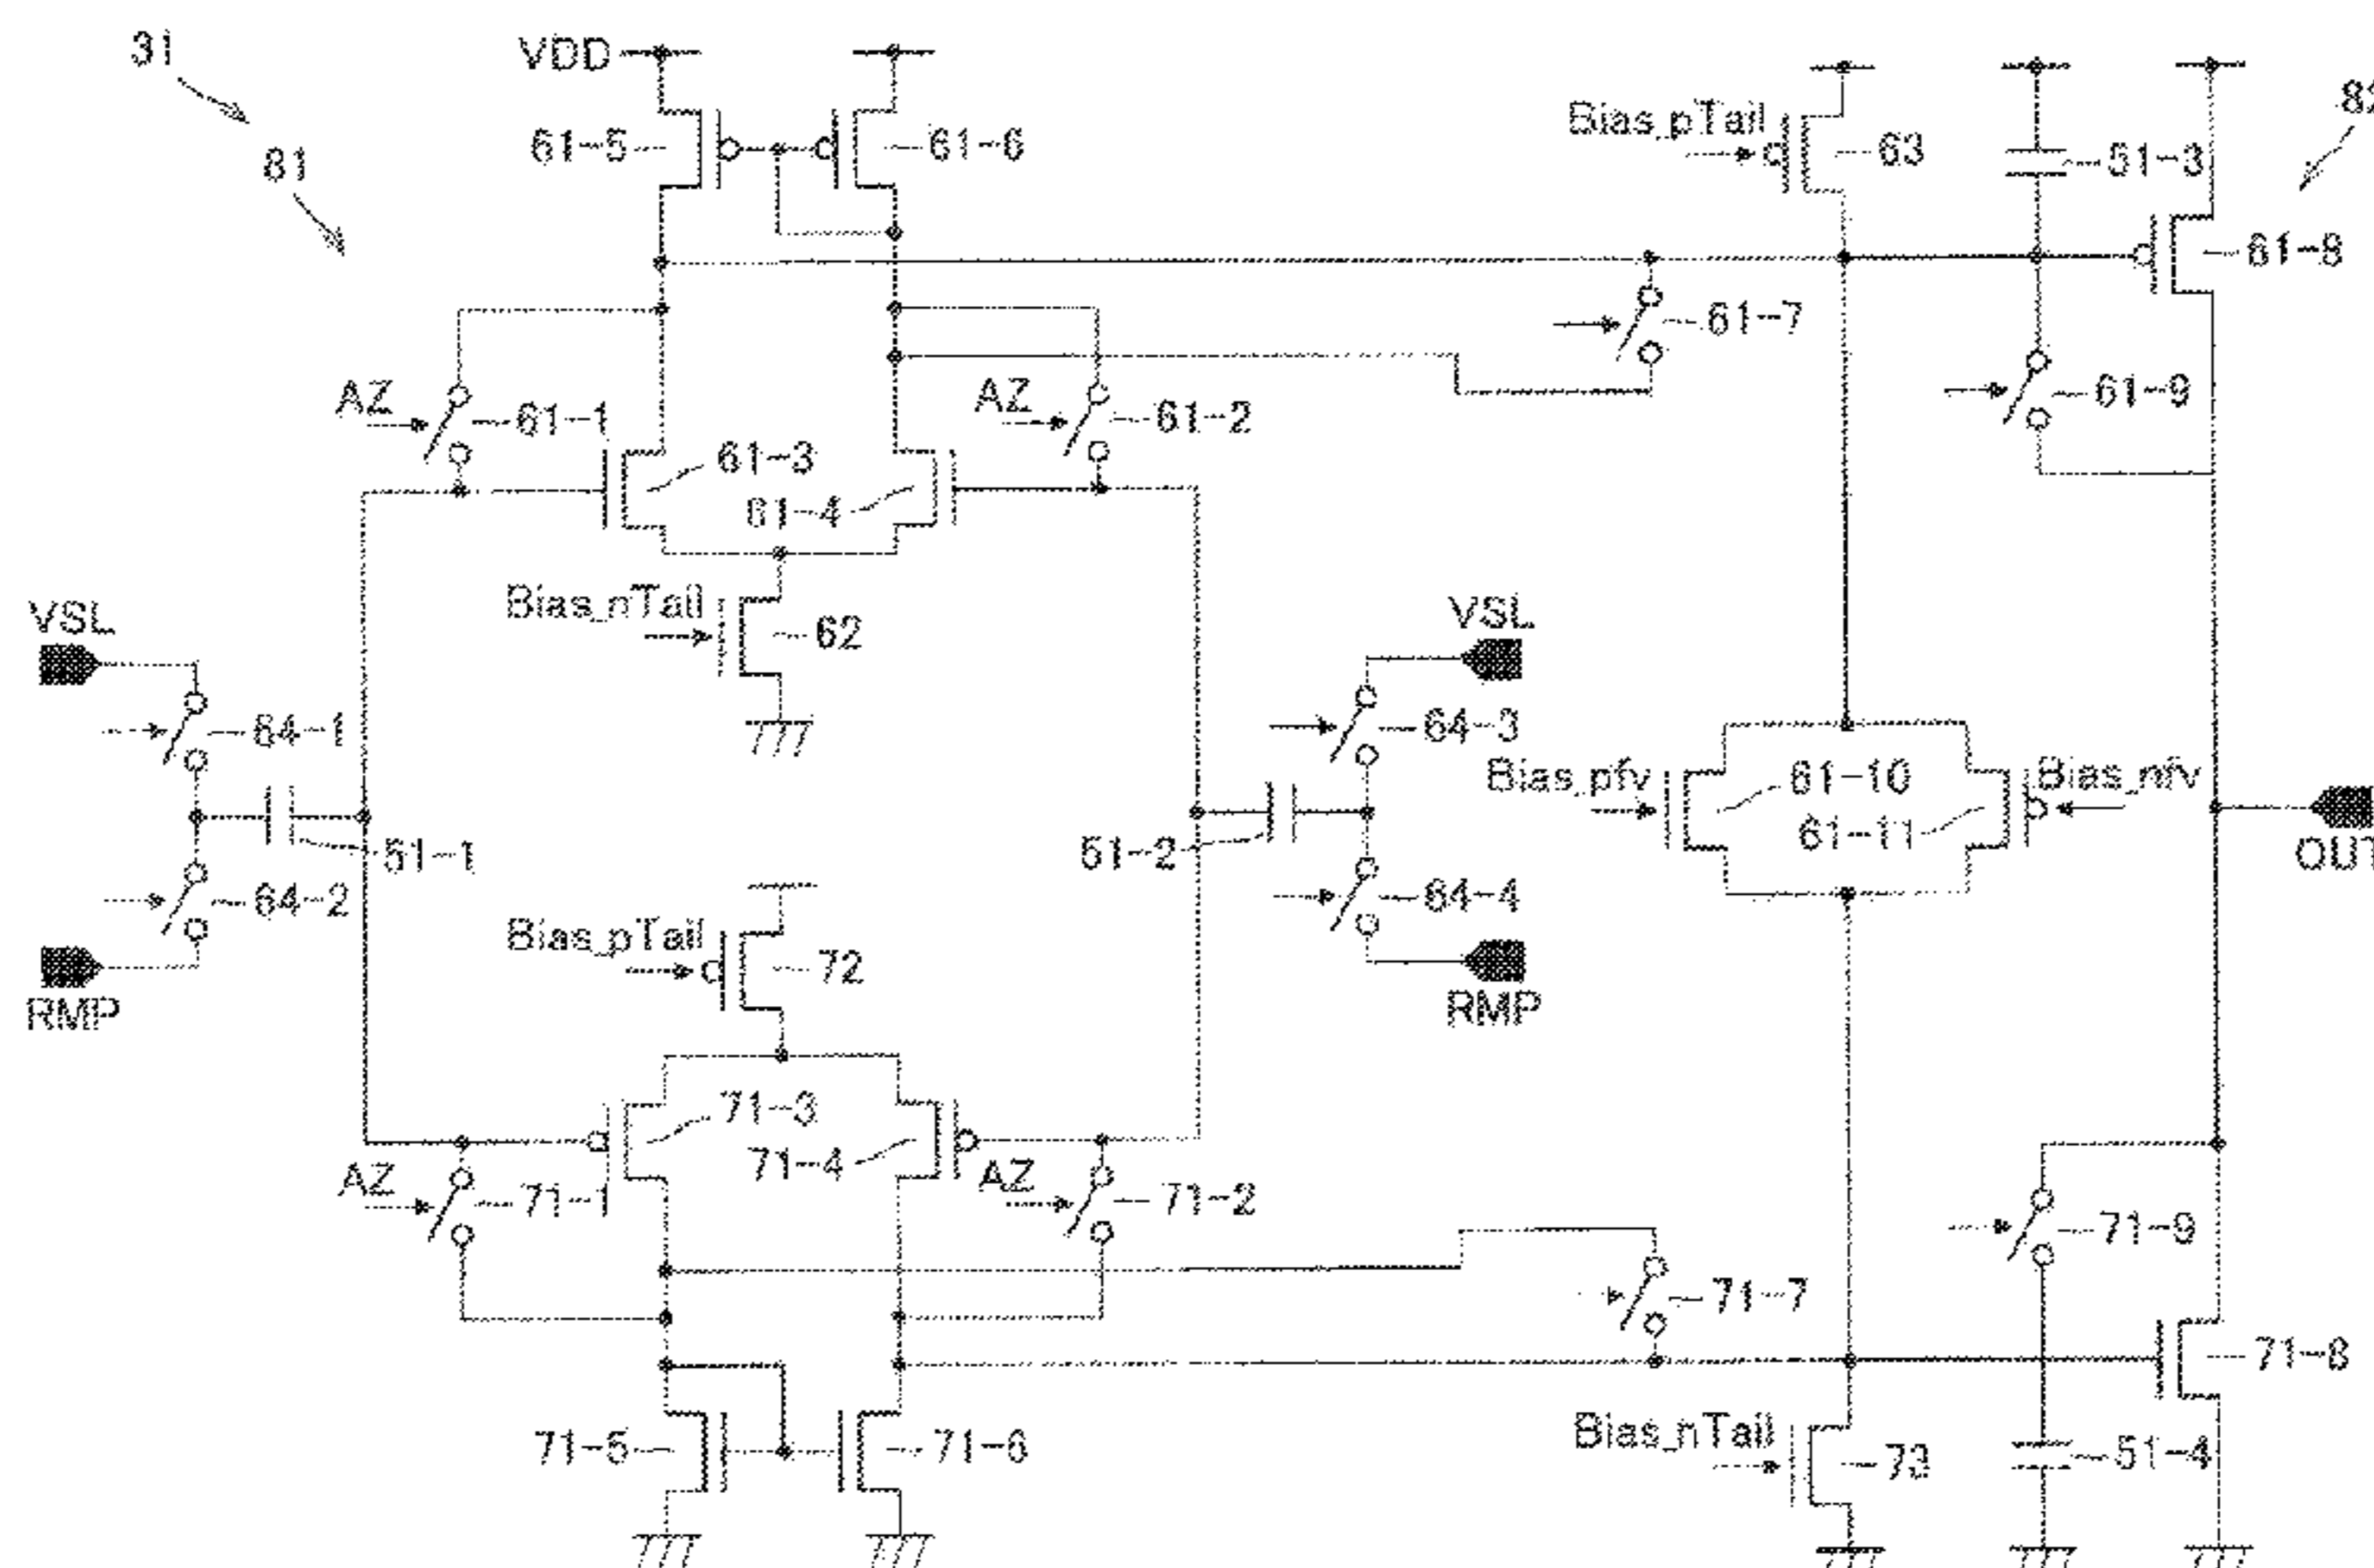 31
VDD
82
Bias_pTail
61-5
61-6
63
51-3
81
61-8
61-7
AZ
61-1
AZ
61-2
61-9
61-3
61-4
Bias_nTail
62
VSL
VSL
64-1
64-3
Bias_pfv
61-10
Bias_nfv
61-11
51-1
51-2
OUT
64-2
64-4
Bias_pTail
72
RMP
RMP
71-3
71-4
AZ
71-1
AZ
71-2
71-9
71-7
71-8
71-5
71-6
Bias_nTail
73
51-4